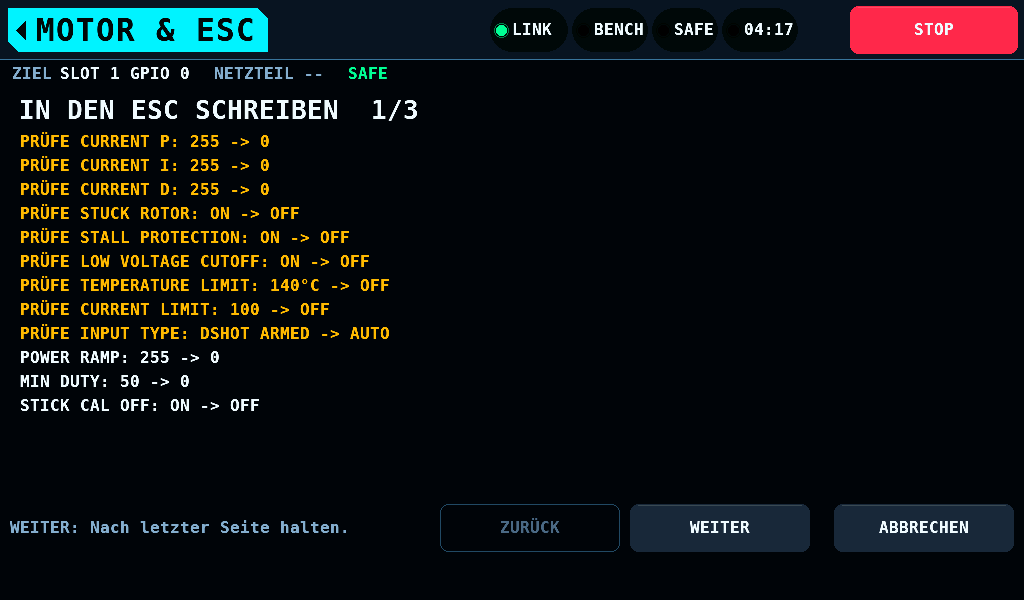 MOTOR & ESC
LINK
BENCH
SAFE
04:17
STOP
ZIEL SLOT 1 GPIO 0 NETZTEIL -- SAFE
IN DEN ESC SCHREIBEN 1/3
PRÜFE CURRENT P: 255 -> 0
PRÜFE CURRENT I: 255 -> 0
PRÜFE CURRENT D: 255 -> 0
PRÜFE STUCK ROTOR: ON -> OFF
PRÜFE STALL PROTECTION: ON -> OFF
PRÜFE LOW VOLTAGE CUTOFF: ON -> OFF
PRÜFE TEMPERATURE LIMIT: 140°C -> OFF
PRÜFE CURRENT LIMIT: 100 -> OFF
PRÜFE INPUT TYPE: DSHOT ARMED -> AUTO
POWER RAMP: 255 -> 0
MIN DUTY: 50 -> 0
STICK CAL OFF: ON -> OFF
WEITER: Nach letzter Seite halten.
ZURÜCK
WEITER
ABBRECHEN